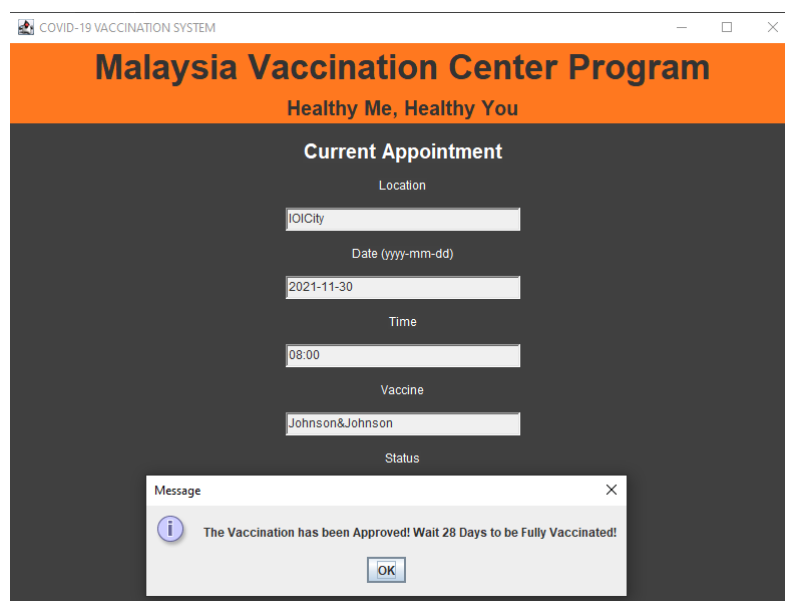 COVID-19 VACCINATION SYSTEM
Malaysia Vaccination Center Program
Healthy Me, Healthy You
Current Appointment
Location
IOICity
Date (yyyy-mm-dd)
2021-11-30
Time
08:00
Vaccine
Johnson&Johnson
Status
Message
The Vaccination has been Approved! Wait 28 Days to be Fully Vaccinated!
OK